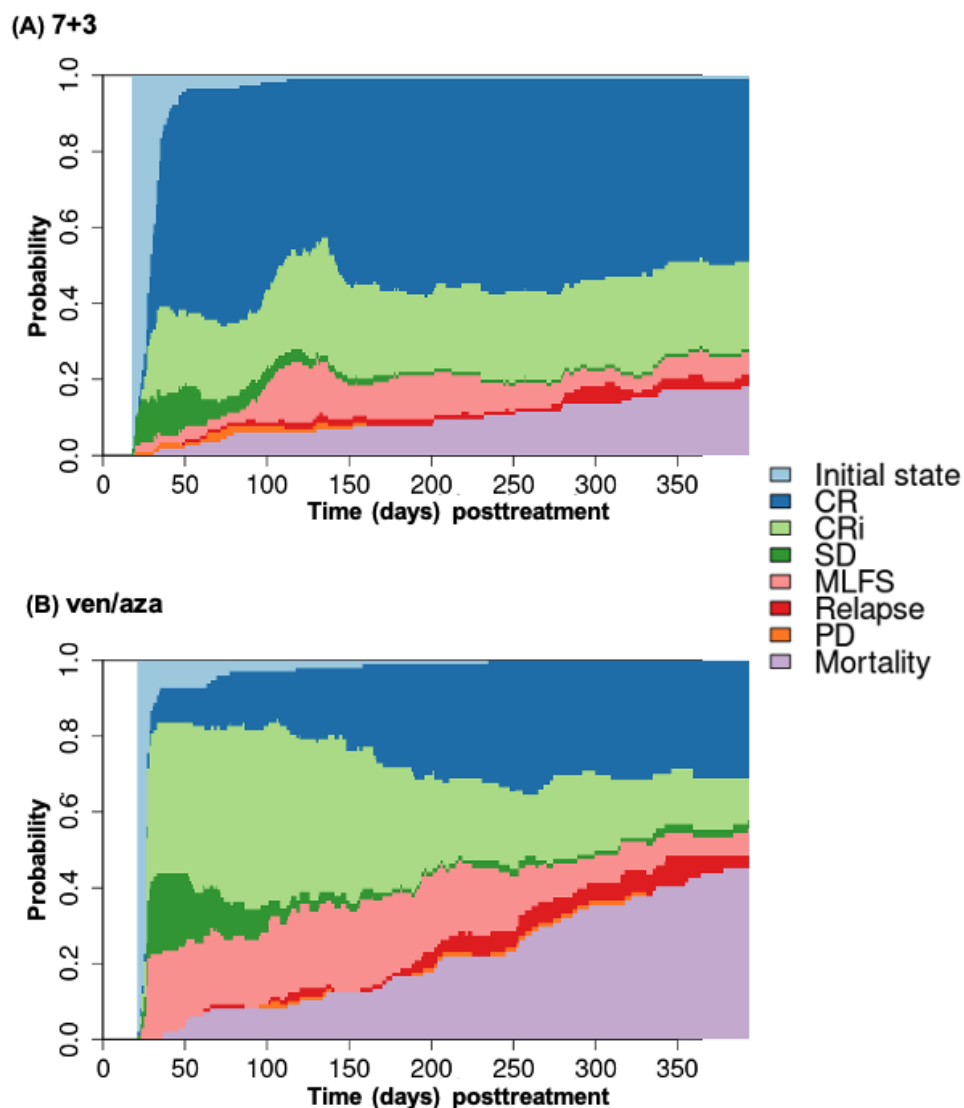 (A) 7+3
Probability
0.0 0.2 0.4 0.6 0.8 1.0
0 50 100 150 200 250 300 350
Time (days) posttreatment
Initial state
CR
CRi
SD
MLFS
Relapse
PD
Mortality
(B) ven/aza
Probability
0.0 0.2 0.4 0.6 0.8 1.0
0 50 100 150 200 250 300 350
Time (days) posttreatment